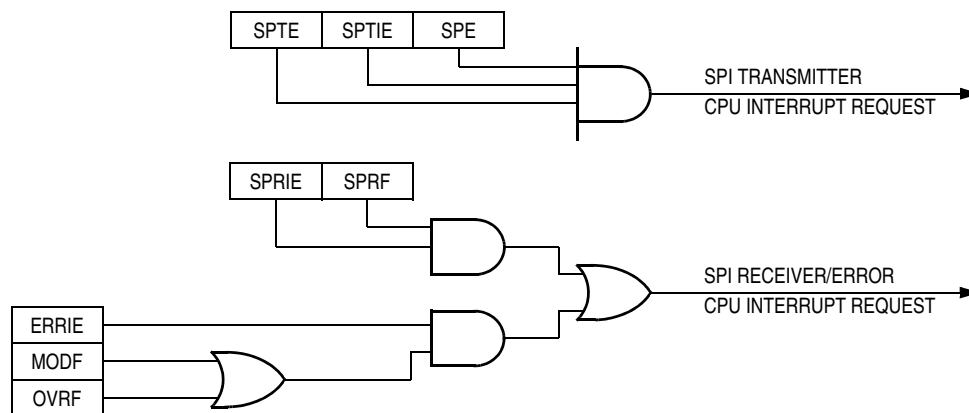 SPTE SPTIE SPE
SPI TRANSMITTER
CPU INTERRUPT REQUEST
SPRIE SPRF
SPI RECEIVER/ERROR
CPU INTERRUPT REQUEST
ERRIE
MODF
OVRF